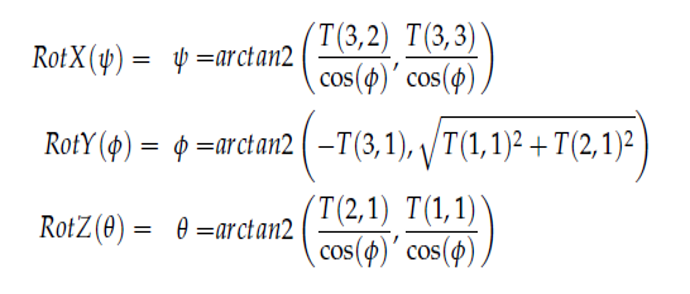 RotX(ψ) = ψ =arctan2 ( T(3,2) / cos(ϕ) , T(3,3) / cos(ϕ) )
RotY(ϕ) = ϕ =arctan2 ( −T(3,1), √T(1,1)² + T(2,1)² )
RotZ(θ) = θ =arctan2 ( T(2,1) / cos(ϕ) , T(1,1) / cos(ϕ) )